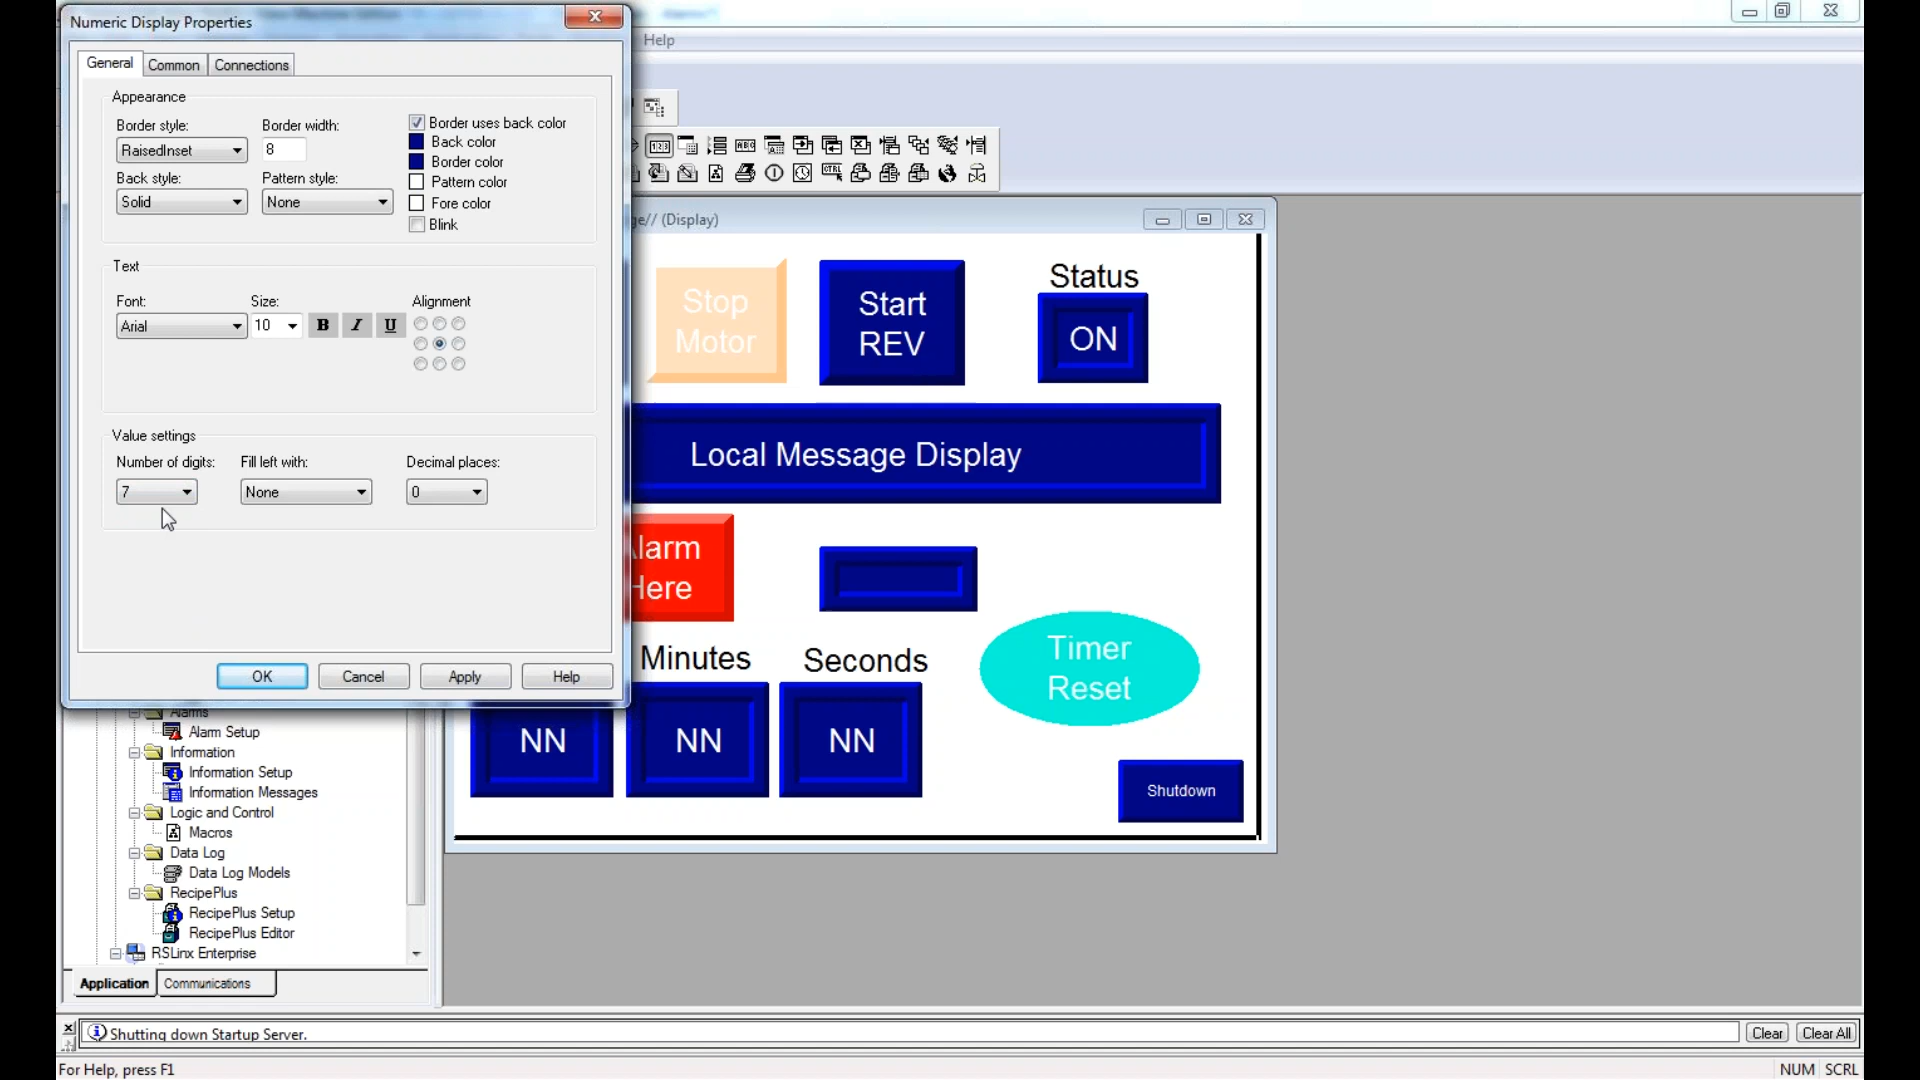 Numeric Display Properties
Help
General
Common
Connections
Appearance
Border style:
Border width:
Border uses back color
RaisedInset
8
Back color
Border color
Back style:
Pattern style:
Pattern color
Solid
None
Fore color
Blink
Text
Font:
Size:
Alignment
Arial
10
B
I
U
Value settings
Number of digits:
Fill left with:
Decimal places:
7
None
0
OK
Cancel
Apply
Help
ge// (Display)
Stop
Motor
Start
REV
Status
ON
Local Message Display
larm
Here
Minutes
Seconds
Timer
Reset
NN
NN
NN
Shutdown
Alarms
Alarm Setup
Information
Information Setup
Information Messages
Logic and Control
Macros
Data Log
Data Log Models
RecipePlus
RecipePlus Setup
RecipePlus Editor
RSLinx Enterprise
Application
Communications
Shutting down Startup Server.
Clear
Clear All
For Help, press F1
NUM
SCRL